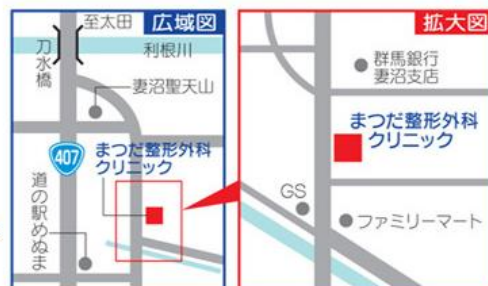 至太田
広域図
刀水橋
利根川
妻沼聖天山
407
まつだ整形外科
クリニック
道の駅めぬま
拡大図
群馬銀行
妻沼支店
まつだ整形外科
クリニック
GS
ファミリーマート